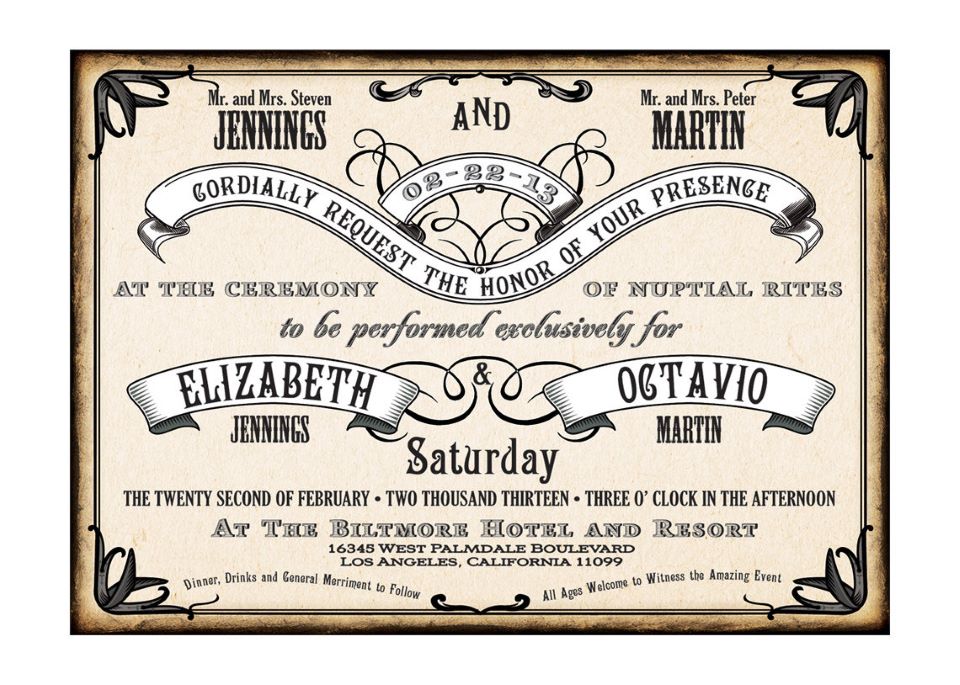 Mr. and Mrs. Steven
JENNINGS
AND
Mr. and Mrs. Peter
MARTIN
02-22-13
CORDIALLY REQUEST THE HONOR OF YOUR PRESENCE
AT THE CEREMONY OF NUPTIAL RITES
to be performed exclusively for
ELIZABETH & OCTAVIO
JENNINGS MARTIN
Saturday
THE TWENTY SECOND OF FEBRUARY • TWO THOUSAND THIRTEEN • THREE O' CLOCK IN THE AFTERNOON
AT THE BILTMORE HOTEL AND RESORT
16345 WEST PALMDALE BOULEVARD
LOS ANGELES, CALIFORNIA 11099
Dinner, Drinks and General Merriment to Follow
All Ages Welcome to Witness the Amazing Event